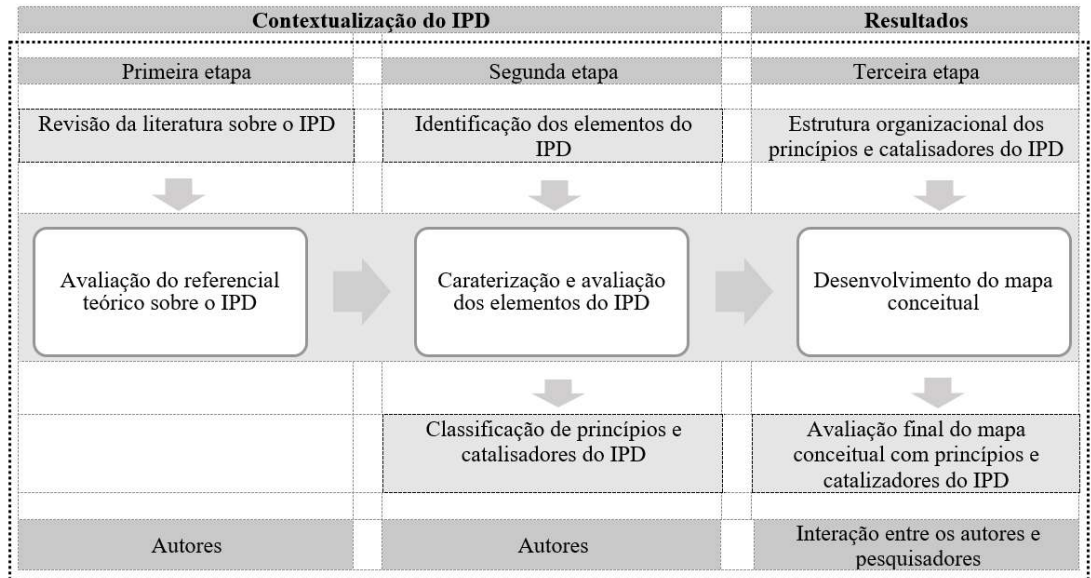 Contextualização do IPD
Resultados
Primeira etapa
Segunda etapa
Terceira etapa
Revisão da literatura sobre o IPD
Identificação dos elementos do
IPD
Estrutura organizacional dos
princípios e catalisadores do IPD
Avaliação do referencial
teórico sobre o IPD
Caraterização e avaliação
dos elementos do IPD
Desenvolvimento do mapa
conceitual
Classificação de princípios e
catalisadores do IPD
Avaliação final do mapa
conceitual com princípios e
catalizadores do IPD
Autores
Autores
Interação entre os autores e
pesquisadores